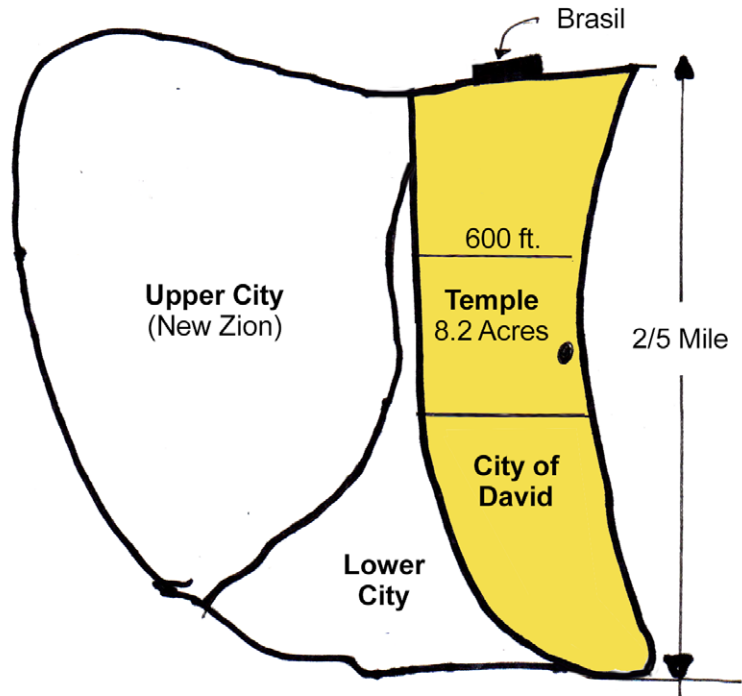 Brasil
600 ft.
Temple
8.2 Acres
Upper City
(New Zion)
2/5 Mile
City of
David
Lower
City